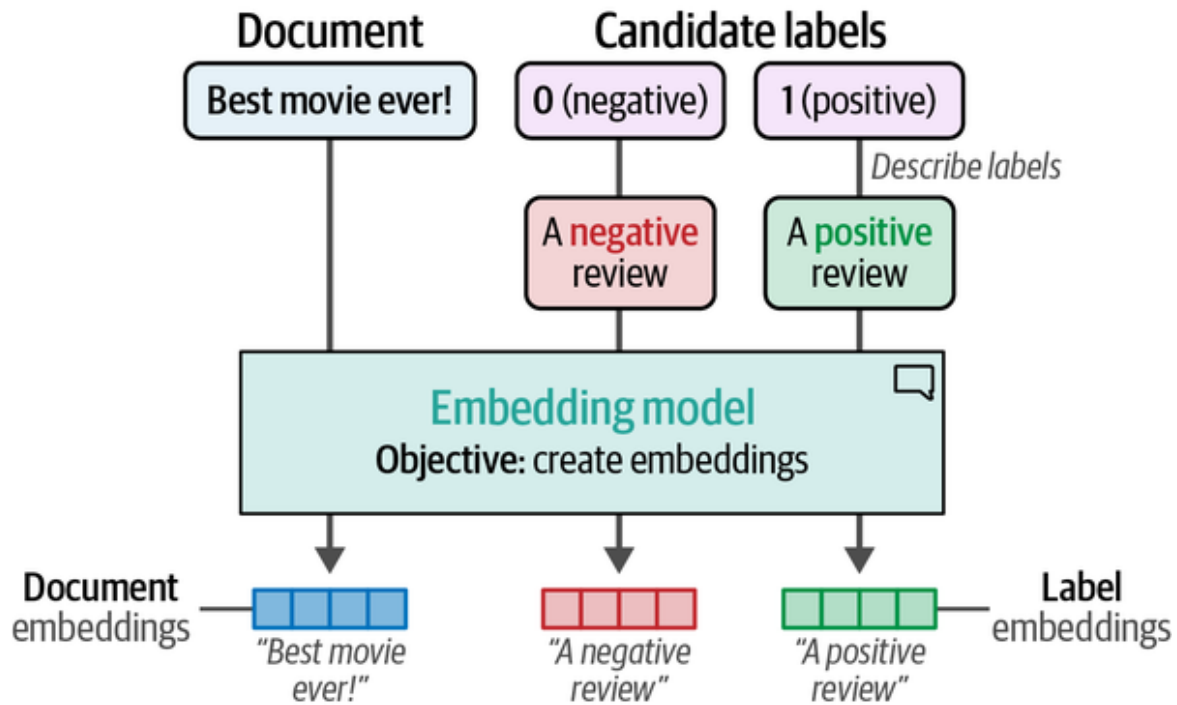 Document
Candidate labels
Best movie ever!
0 (negative)
1 (positive)
Describe labels
A negative
review
A positive
review
Embedding model
Objective: create embeddings
Document
embeddings
“Best movie
ever!”
“A negative
review”
“A positive
review”
Label
embeddings